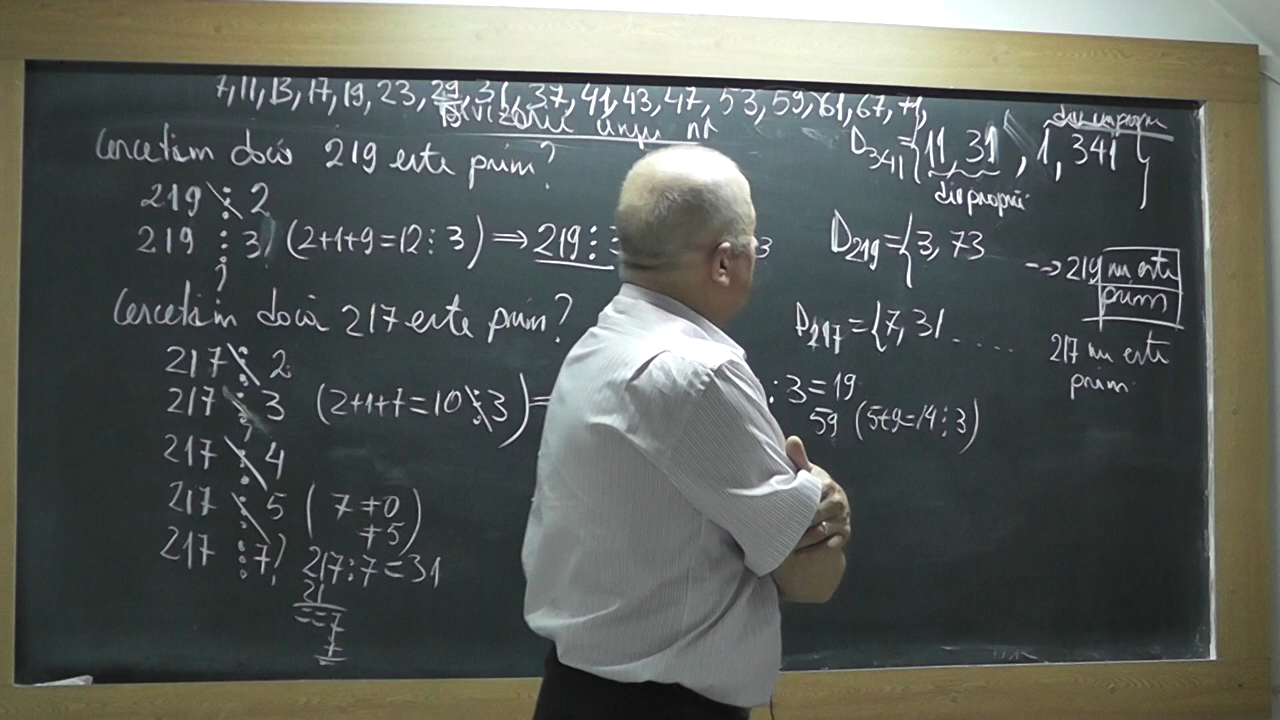 7, 11, 13, 17, 19, 23, 29, 31, 37, 41, 43, 47, 53, 59, 61, 67, 71,
Divizorii unui nr
Cercetăm dacă 219 este prim?
219 ⋮̸ 2
219 ⋮ 3, (2+1+9=12⋮3) ⟹ 219⋮
3
Cercetăm dacă 217 este prim?
217 ⋮̸ 2
217 ⋮̸ 3 (2+1+7=10⋮̸3) =
217 ⋮̸ 4
217 ⋮̸ 5 (7≠0
≠5)
217 ⋮ 7? 217:7=31
21
==7
7
D341={11, 31, 1, 341}
div improprii
div proprii
D219={3, 73
→ 219 nu este
prim
D217={7, 31.....
217 nu este
prim
:3=19
59 (5+9=14⋮3)